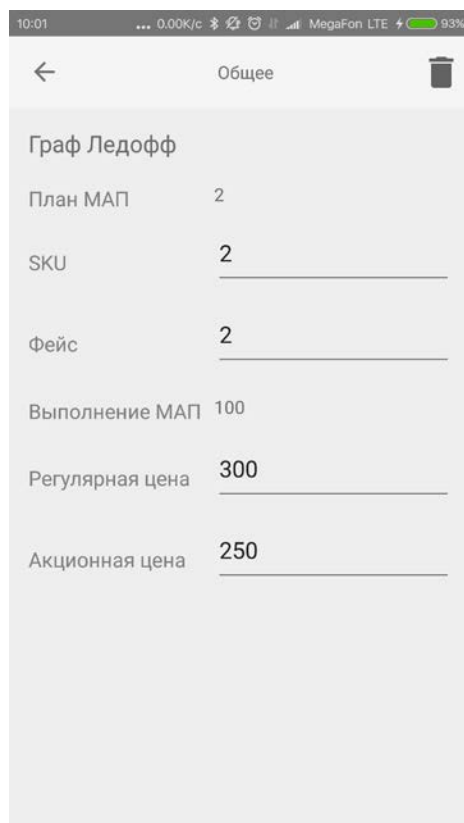 10:01 ... 0.00K/c MegaFon LTE 93%
Общее
Граф Ледофф
План МАП 2
SKU 2
Фейс 2
Выполнение МАП 100
Регулярная цена 300
Акционная цена 250